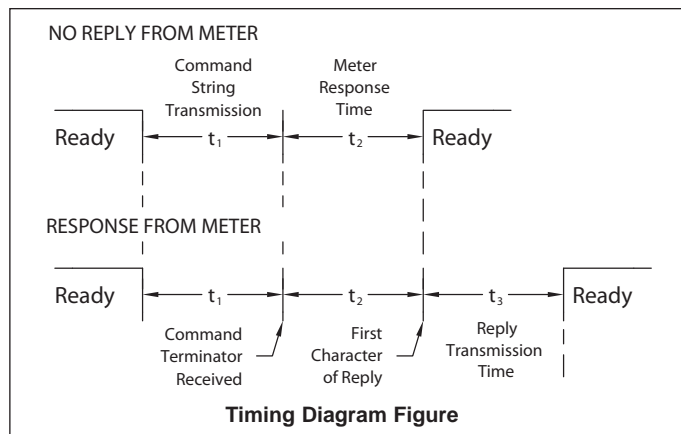 NO REPLY FROM METER
Command
String
Transmission
Meter
Response
Time
Ready
t1
t2
Ready
RESPONSE FROM METER
Ready
t1
t2
t3
Ready
Command
Terminator
Received
First
Character
of Reply
Reply
Transmission
Time
Timing Diagram Figure